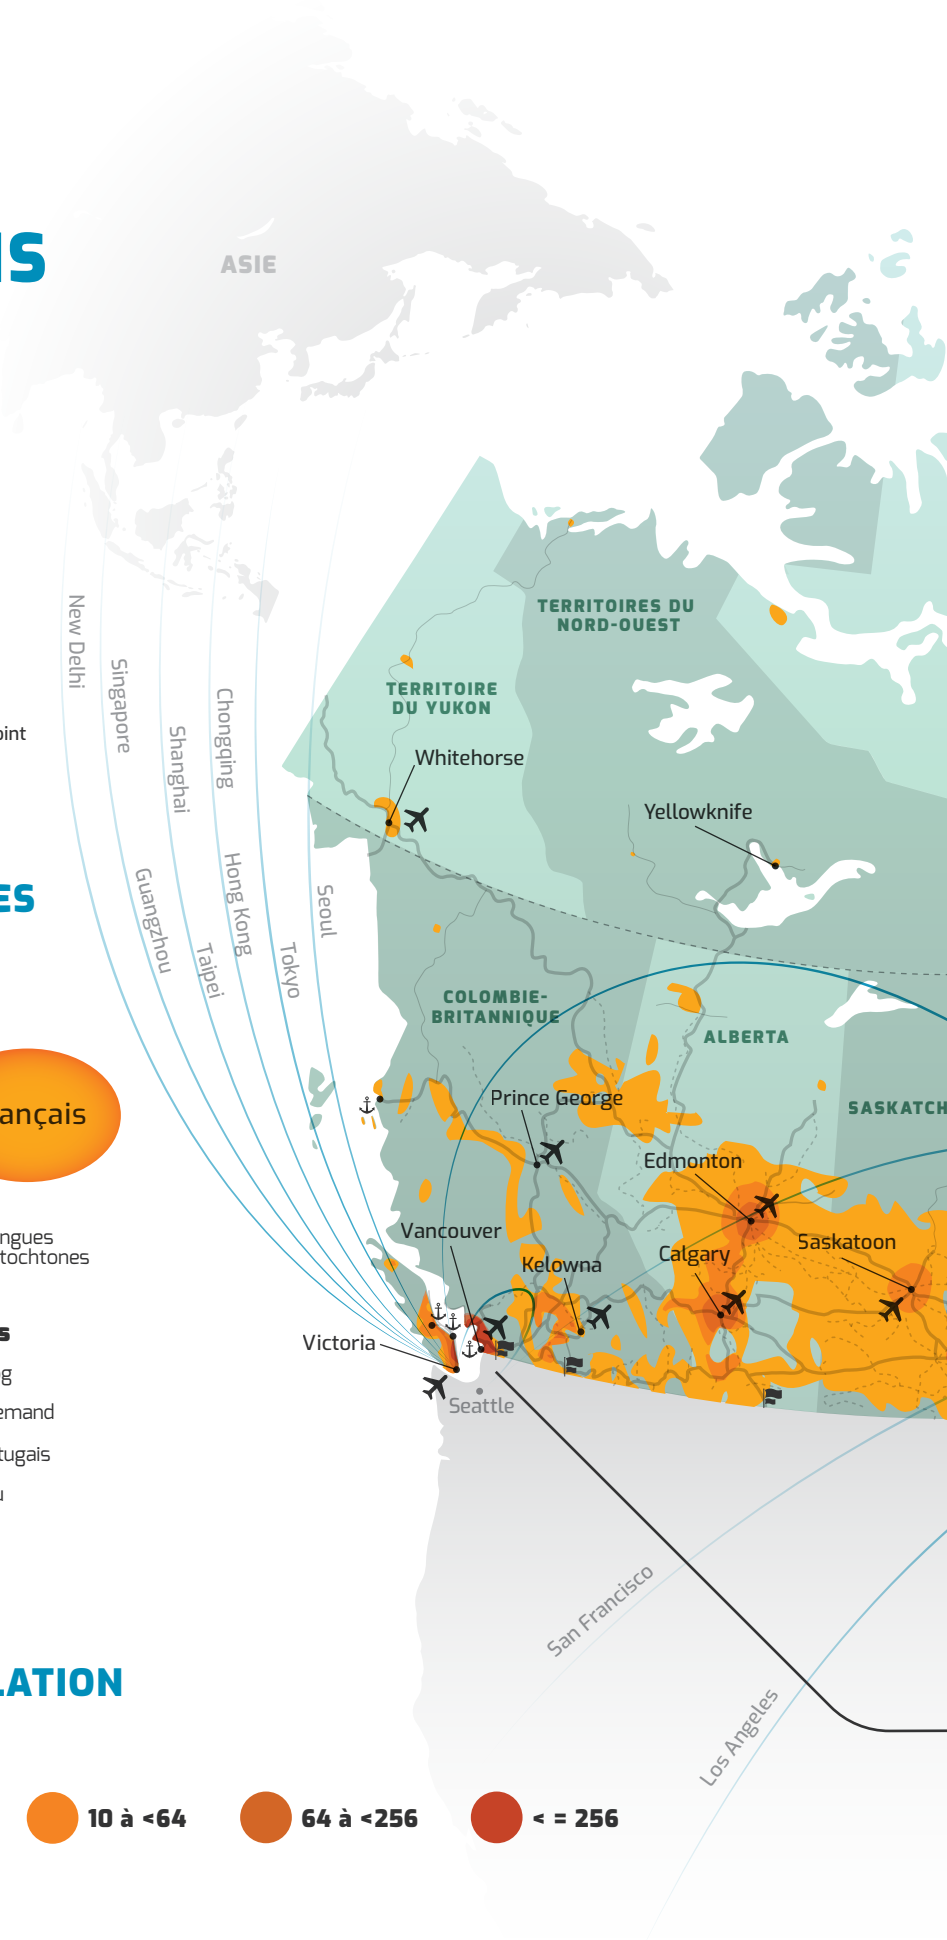 IS
ASIE
New Delhi
Singapore
Shanghai
Chongqing
Guangzhou
Taipei
Hong Kong
Tokyo
Seoul
oint
TERRITOIRES DU
NORD-OUEST
TERRITOIRE
DU YUKON
Whitehorse
Yellowknife
ES
COLOMBIE-
BRITANNIQUE
ALBERTA
SASKATCH
ançais
Prince George
Edmonton
Vancouver
Kelowna
Calgary
Saskatoon
ngues
tochtones
Victoria
Seattle
s
g
emand
tugais
u
San Francisco
Los Angeles
LATION
10 à <64
64 à <256
< = 256